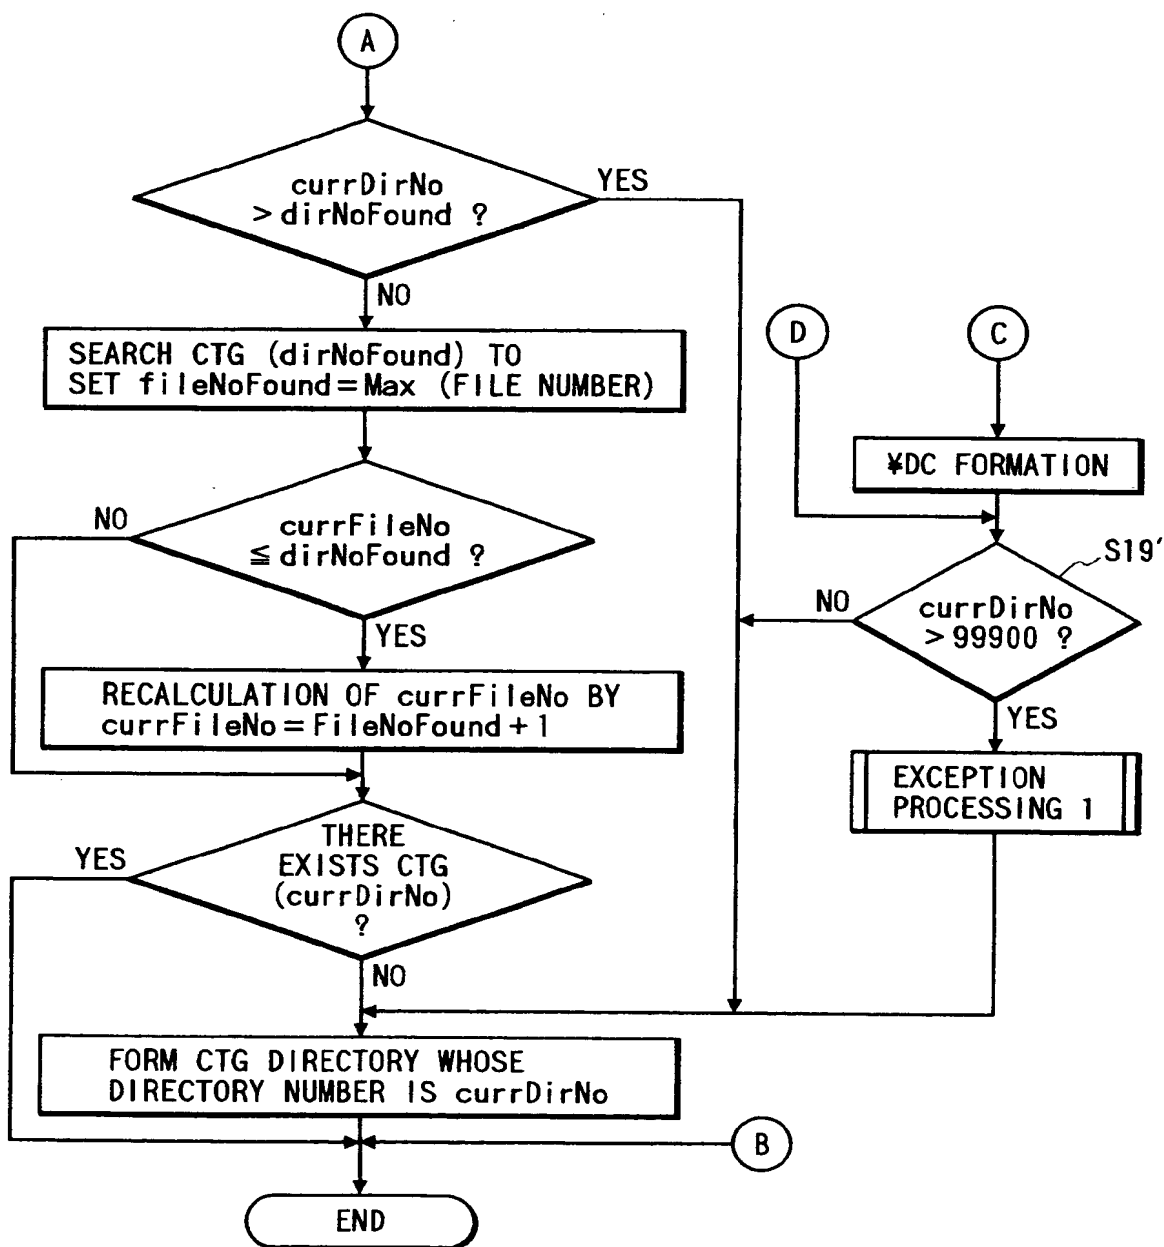 A
currDirNo
> dirNoFound ?
YES
NO
SEARCH CTG (dirNoFound) TO
SET fileNoFound=Max (FILE NUMBER)
D
C
¥DC FORMATION
NO
currFileNo
≦ dirNoFound ?
YES
S19'
NO
currDirNo
> 99900 ?
YES
RECALCULATION OF currFileNo BY
currFileNo=FileNoFound+1
EXCEPTION
PROCESSING 1
YES
THERE
EXISTS CTG
(currDirNo)
?
NO
FORM CTG DIRECTORY WHOSE
DIRECTORY NUMBER IS currDirNo
B
END